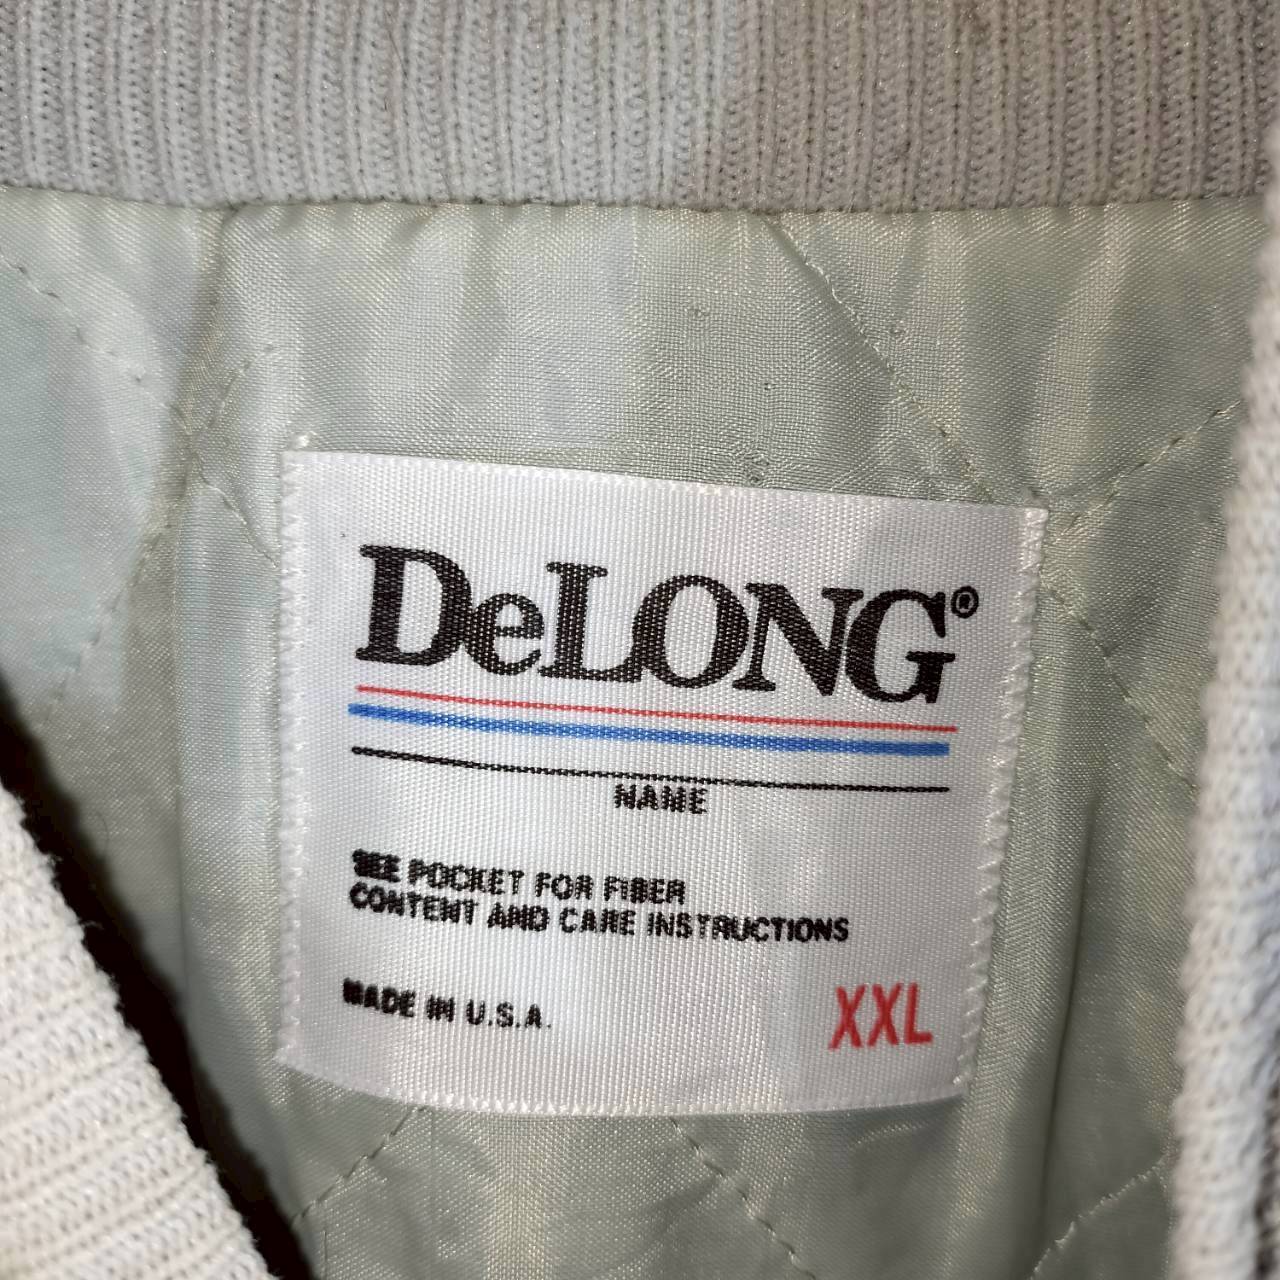 DeLONG®
NAME
SEE POCKET FOR FIBER
CONTENT AND CARE INSTRUCTIONS
MADE IN U.S.A.
XXL